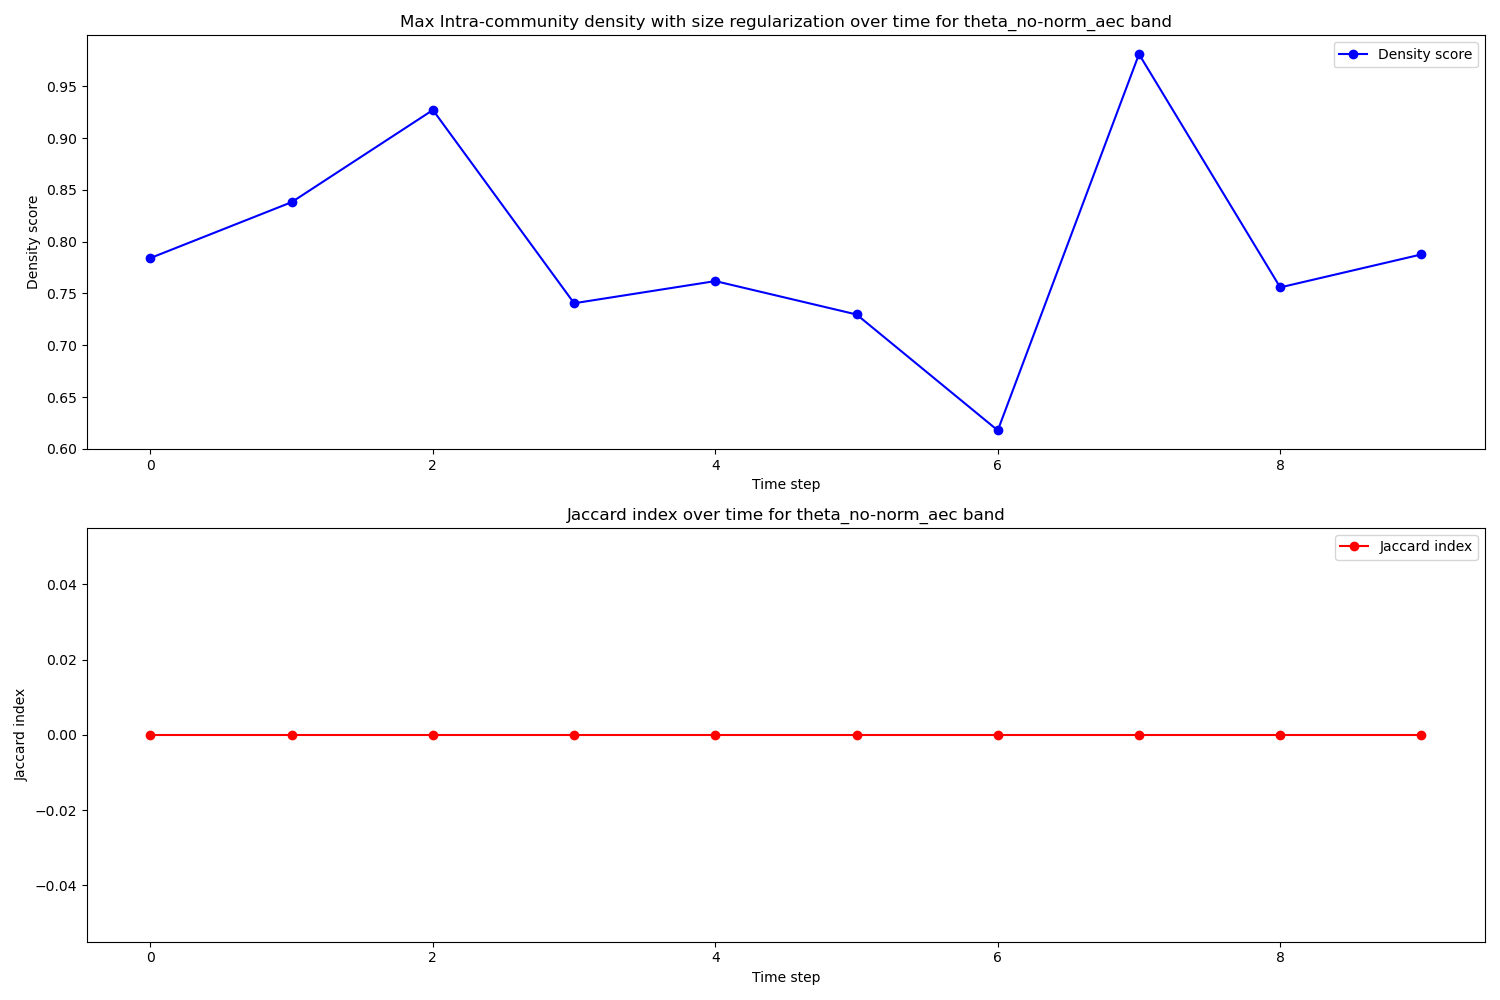 Max Intra-community density with size regularization over time for theta_no-norm_aec band
Density score
0.95
0.90
0.85
0.80
0.75
0.70
0.65
0.60
Density score
0 2 4 6 8
Time step
Jaccard index over time for theta_no-norm_aec band
Jaccard index
0.04
0.02
0.00
−0.02
−0.04
Jaccard index
0 2 4 6 8
Time step